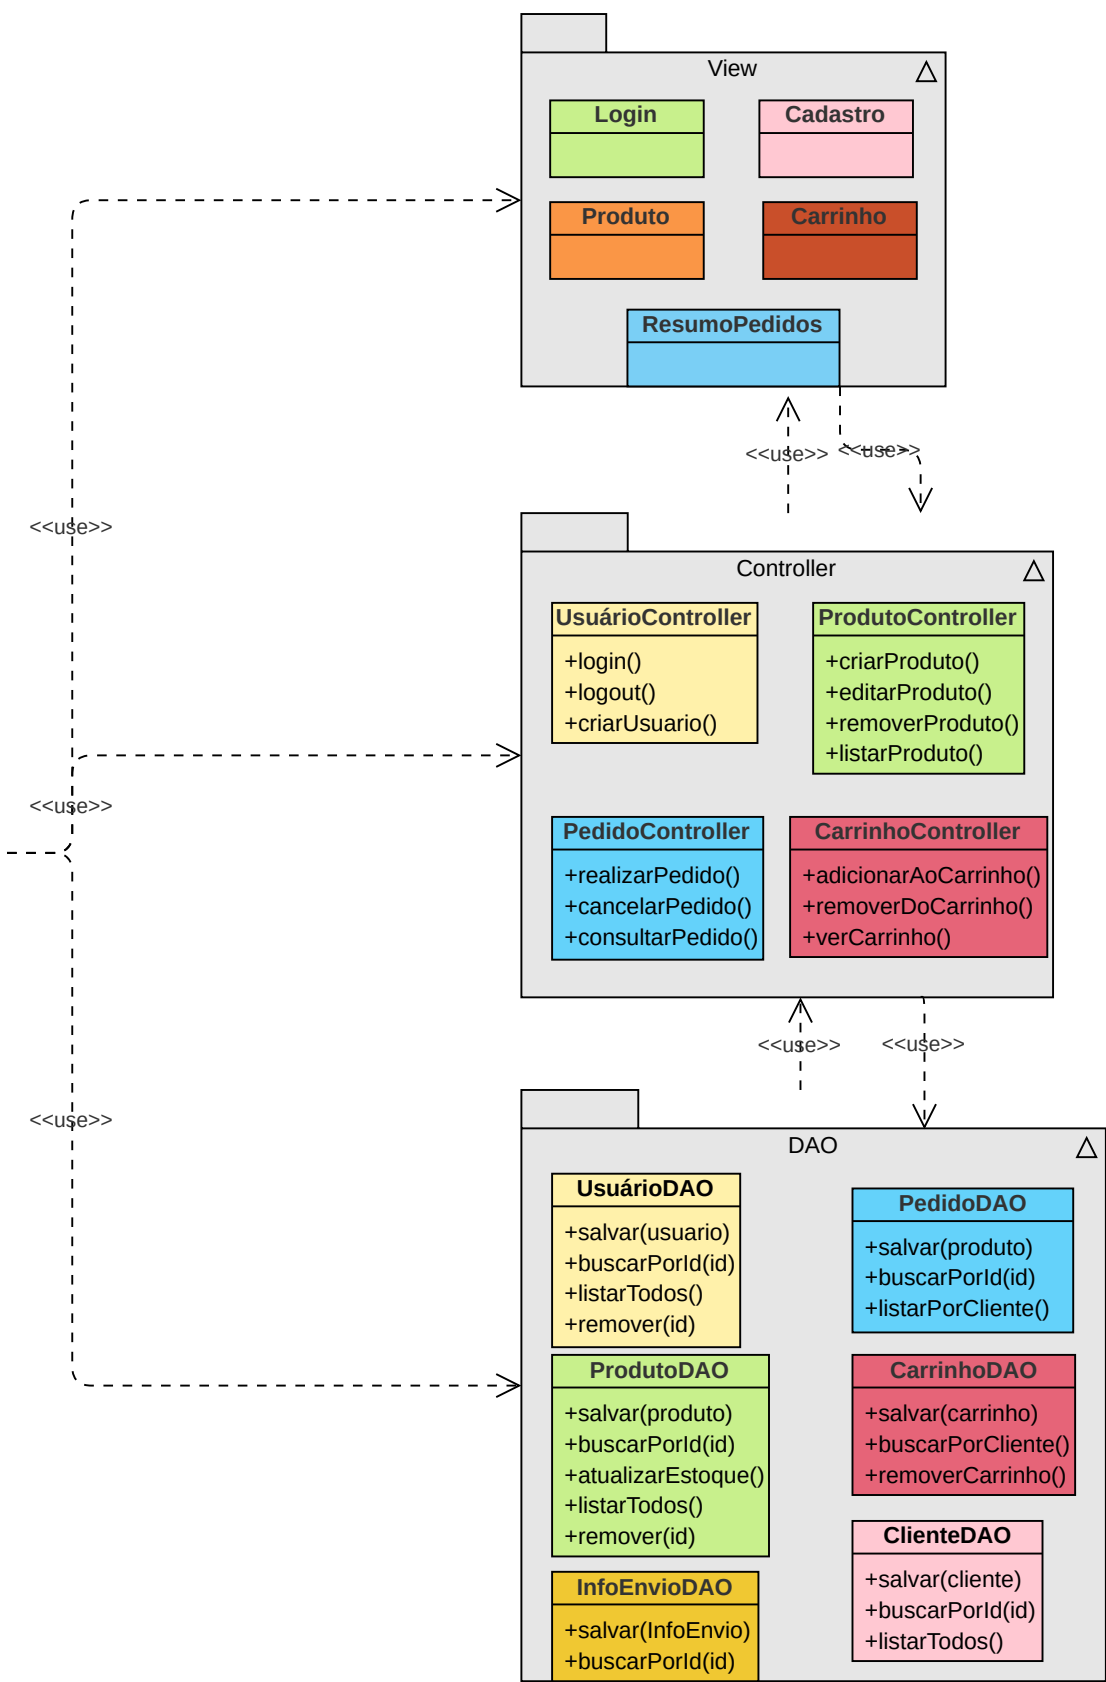 View
Login
Cadastro
Produto
Carrinho
ResumoPedidos
<<use>>
<<use>>
<<use>>
Controller
UsuárioController
+login()
+logout()
+criarUsuario()
ProdutoController
+criarProduto()
+editarProduto()
+removerProduto()
+listarProduto()
<<use>>
PedidoController
+realizarPedido()
+cancelarPedido()
+consultarPedido()
CarrinhoController
+adicionarAoCarrinho()
+removerDoCarrinho()
+verCarrinho()
<<use>>
<<use>>
<<use>>
DAO
UsuárioDAO
+salvar(usuario)
+buscarPorId(id)
+listarTodos()
+remover(id)
PedidoDAO
+salvar(produto)
+buscarPorId(id)
+listarPorCliente()
ProdutoDAO
+salvar(produto)
+buscarPorId(id)
+atualizarEstoque()
+listarTodos()
+remover(id)
CarrinhoDAO
+salvar(carrinho)
+buscarPorCliente()
+removerCarrinho()
InfoEnvioDAO
+salvar(InfoEnvio)
+buscarPorId(id)
ClienteDAO
+salvar(cliente)
+buscarPorId(id)
+listarTodos()